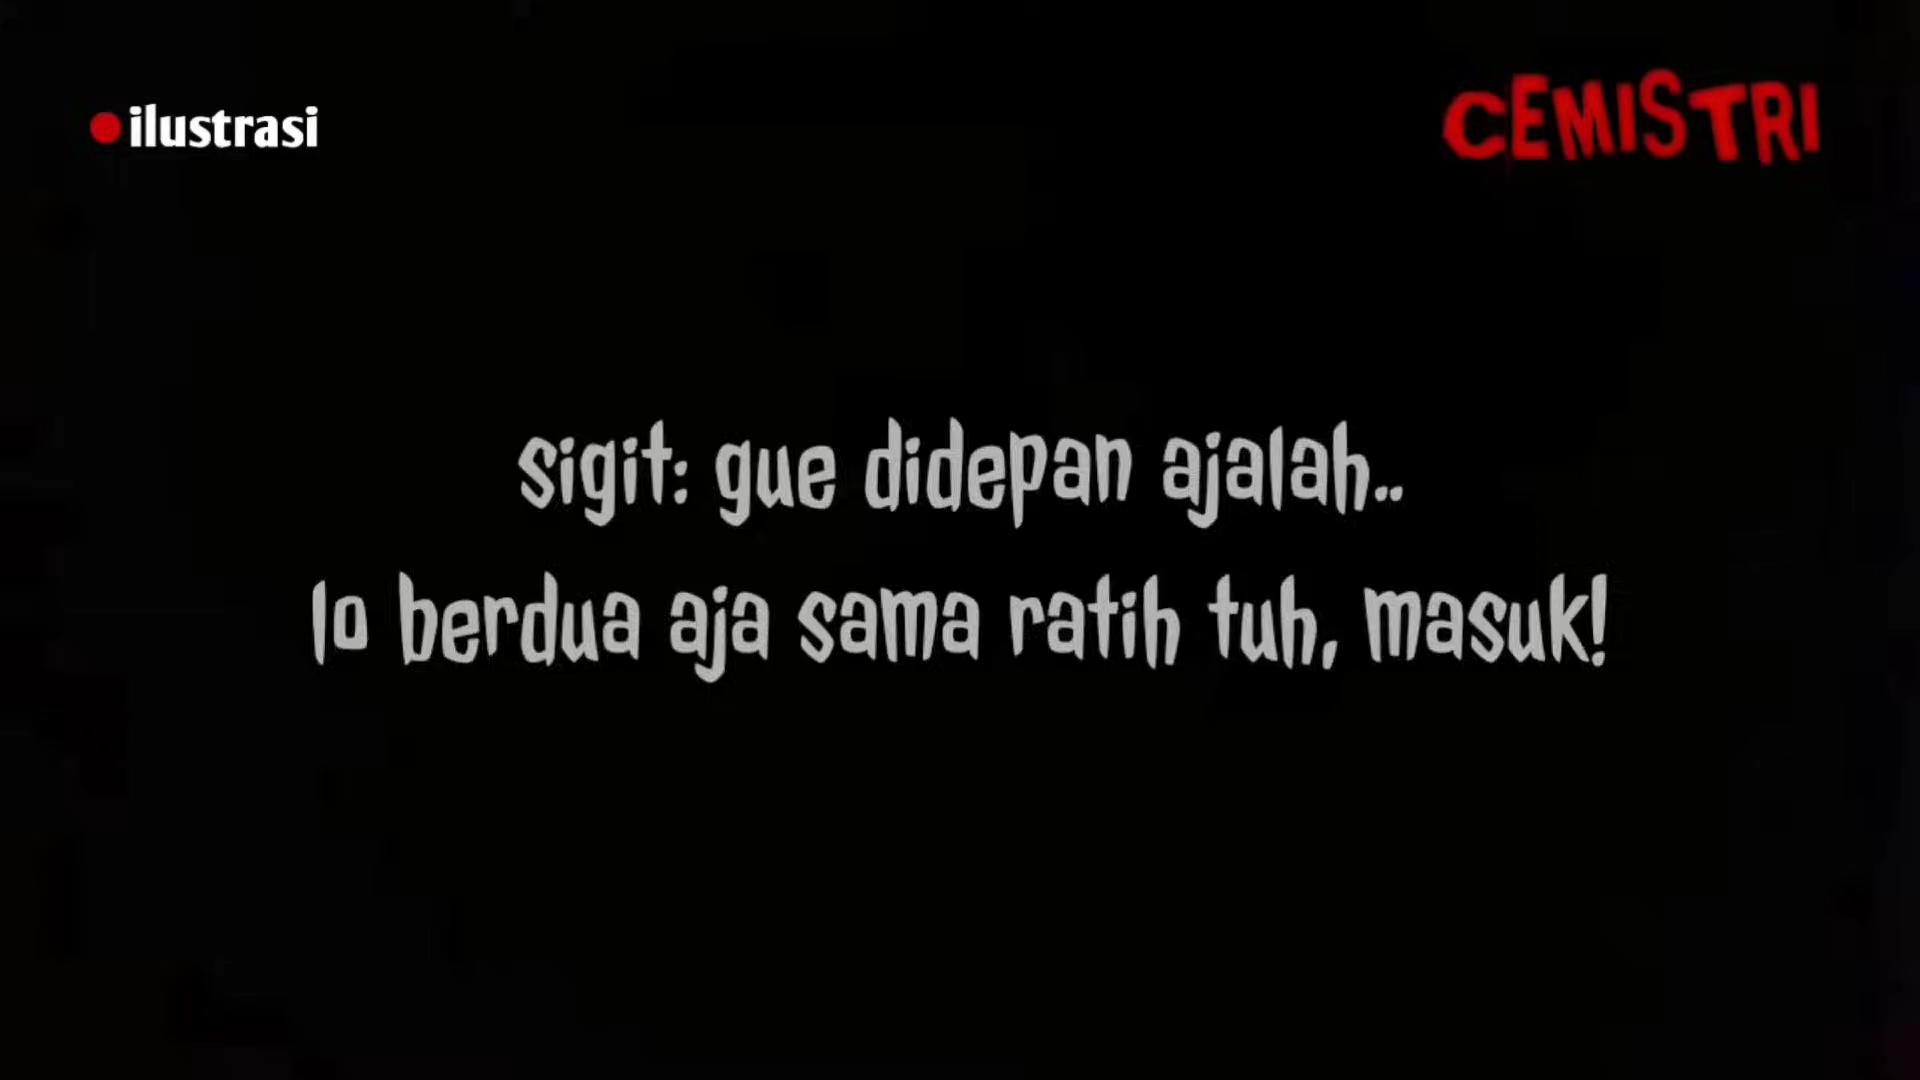 ilustrasi
CEMISTRI
sigit: gue didepan ajalah..
lo berdua aja sama ratih tuh, masuk!